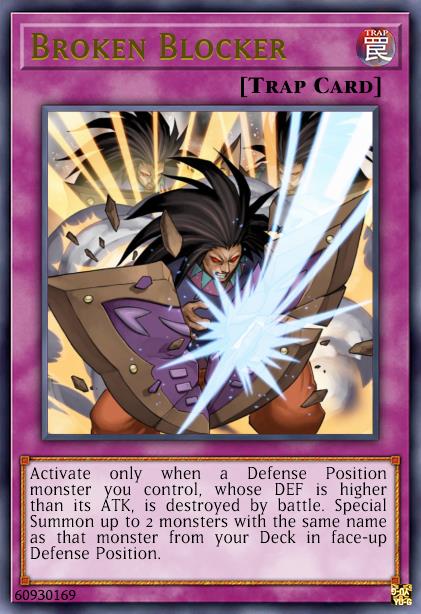 Broken Blocker
TRAP
罠
[Trap Card]
Activate only when a Defense Position
monster you control, whose DEF is higher
than its ATK, is destroyed by battle. Special
Summon up to 2 monsters with the same name
as that monster from your Deck in face-up
Defense Position.
60930169